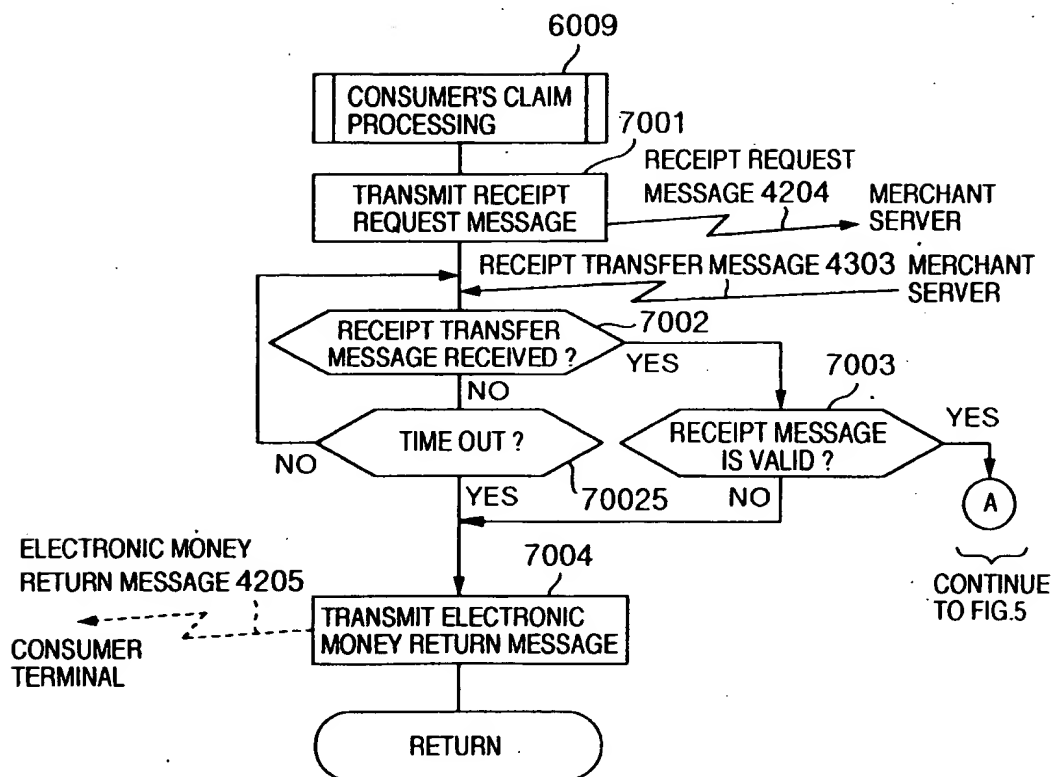 6009
CONSUMER'S CLAIM
PROCESSING
7001
TRANSMIT RECEIPT
REQUEST MESSAGE
RECEIPT REQUEST
MESSAGE 4204
MERCHANT
SERVER
RECEIPT TRANSFER MESSAGE 4303
MERCHANT
SERVER
RECEIPT TRANSFER
MESSAGE RECEIVED ?
7002
YES
NO
7003
TIME OUT ?
NO
YES
70025
RECEIPT MESSAGE
IS VALID ?
YES
NO
A
CONTINUE
TO FIG.5
ELECTRONIC MONEY
RETURN MESSAGE 4205
CONSUMER
TERMINAL
7004
TRANSMIT ELECTRONIC
MONEY RETURN MESSAGE
RETURN